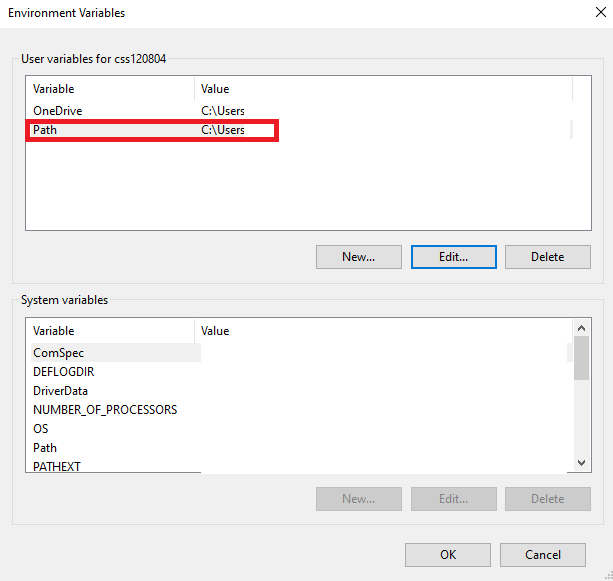 Environment Variables
User variables for css120804
Variable Value
OneDrive C:\Users
Path C:\Users
New... Edit... Delete
System variables
Variable Value
ComSpec
DEFLOGDIR
DriverData
NUMBER_OF_PROCESSORS
OS
Path
PATHEXT
New... Edit... Delete
OK Cancel